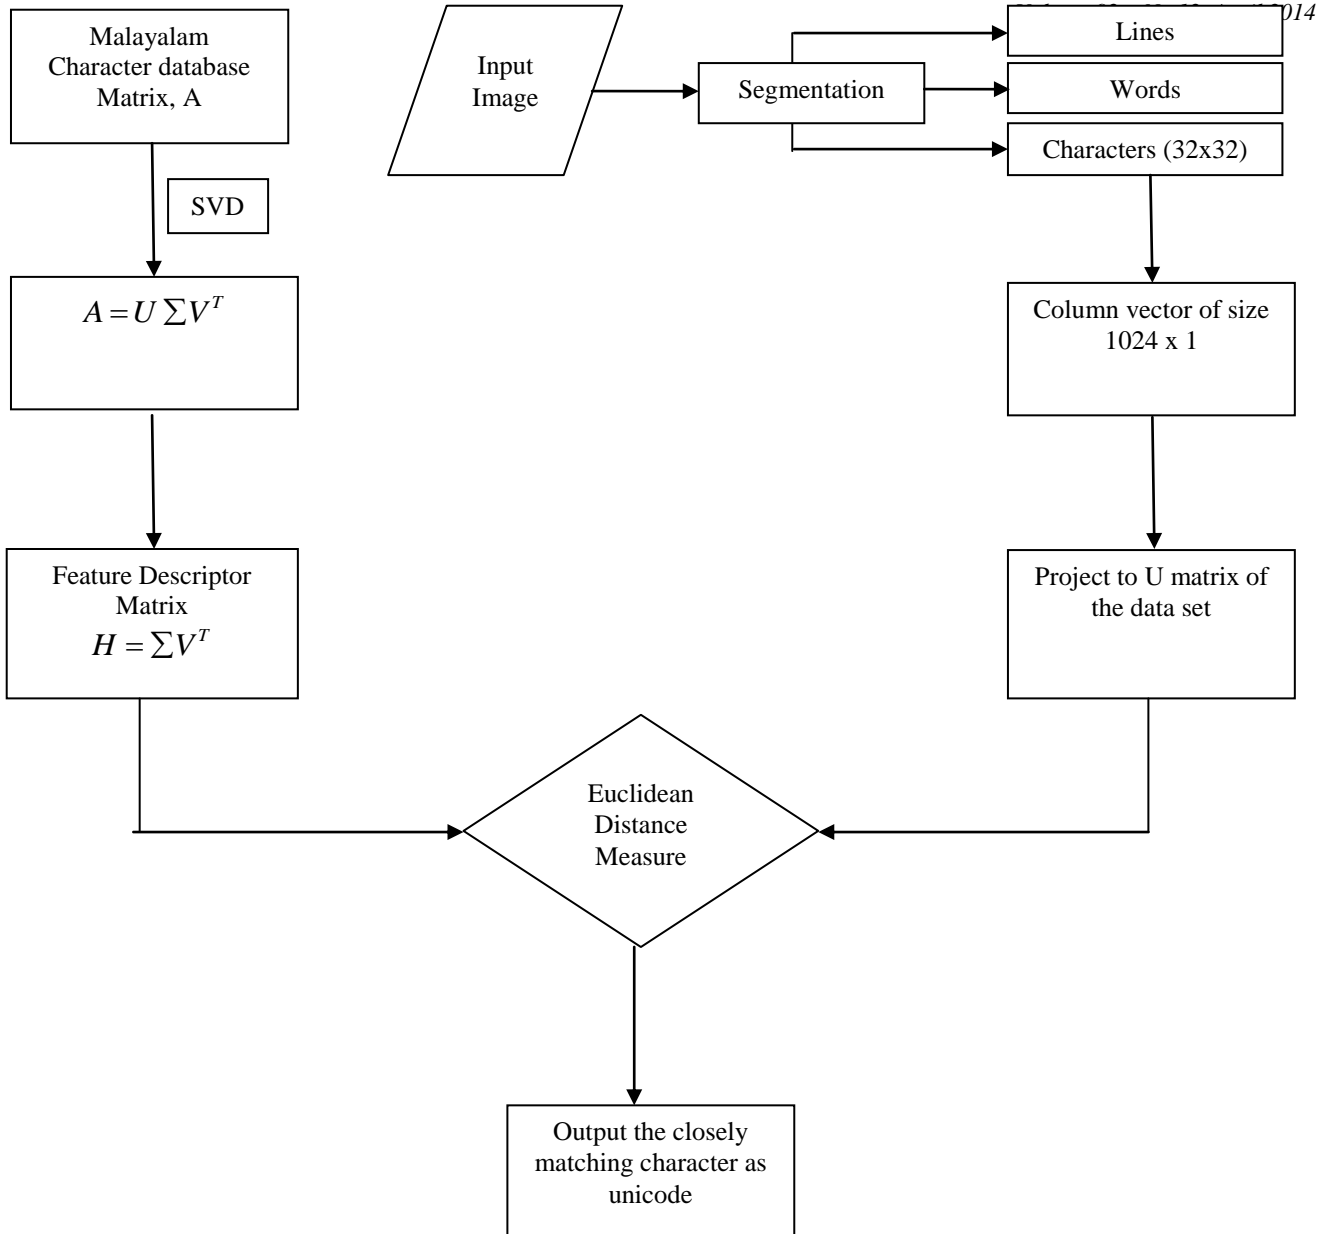 2014
Malayalam
Character database
Matrix, A
Input
Image
Segmentation
Lines
Words
Characters (32x32)
SVD
A = U ∑V^T
Column vector of size
1024 x 1
Feature Descriptor
Matrix
H = ∑V^T
Project to U matrix of
the data set
Euclidean
Distance
Measure
Output the closely
matching character as
unicode